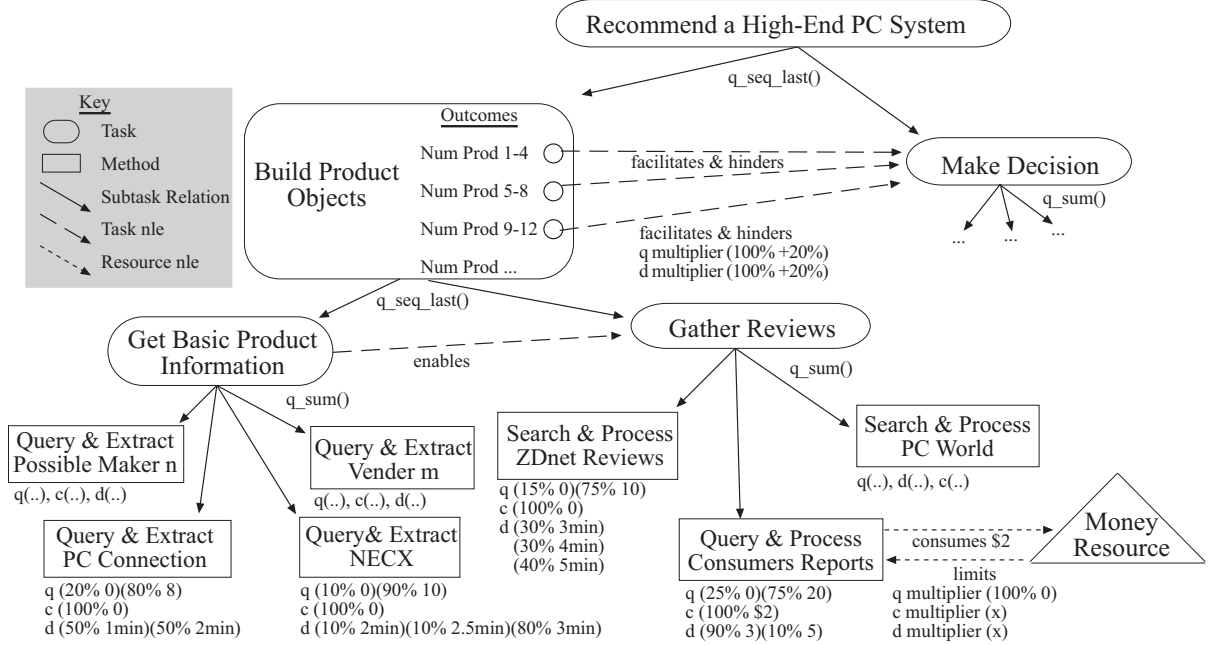 Recommend a High-End PC System
q_seq_last()
Key
Task
Method
Subtask Relation
Task nle
Resource nle
Outcomes
Build Product
Objects
Num Prod 1-4
Num Prod 5-8
Num Prod 9-12
Num Prod ...
facilitates & hinders
Make Decision
q_sum()
...
...
...
facilitates & hinders
q multiplier (100% +20%)
d multiplier (100% +20%)
q_seq_last()
Get Basic Product
Information
enables
Gather Reviews
q_sum()
q_sum()
Query & Extract
Possible Maker n
q(..), c(..), d(..)
Query & Extract
Vender m
q(..), c(..), d(..)
Query & Extract
PC Connection
q (20% 0)(80% 8)
c (100% 0)
d (50% 1min)(50% 2min)
Query& Extract
NECX
q (10% 0)(90% 10)
c (100% 0)
d (10% 2min)(10% 2.5min)(80% 3min)
Search & Process
ZDnet Reviews
q (15% 0)(75% 10)
c (100% 0)
d (30% 3min)
(30% 4min)
(40% 5min)
Search & Process
PC World
q(..), d(..), c(..)
Query & Process
Consumers Reports
q (25% 0)(75% 20)
c (100% $2)
d (90% 3)(10% 5)
consumes $2
Money
Resource
limits
q multiplier (100% 0)
c multiplier (x)
d multiplier (x)